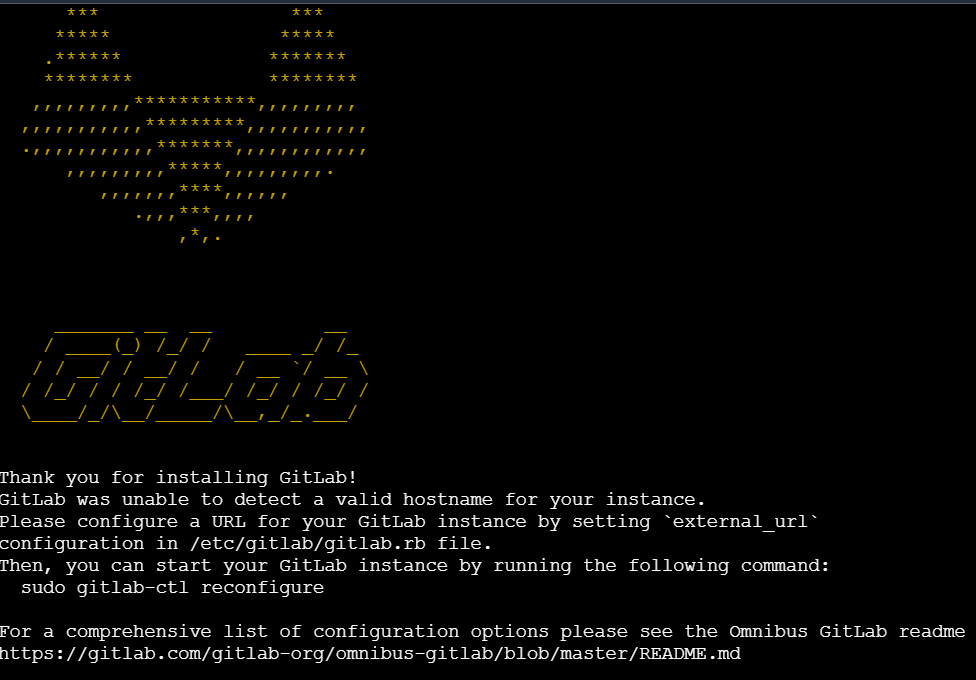 ***                  ***
    *****                *****
   .******             *******
   ********            ********
  ,,,,,,,,,***********,,,,,,,,,
 ,,,,,,,,,,,*********,,,,,,,,,,,
 .,,,,,,,,,,,*******,,,,,,,,,,,,
     ,,,,,,,,,*****,,,,,,,,,.
        ,,,,,,,****,,,,,,
           .,,,***,,,,
               ,*,.
    _______ __  __          __
   / ____(_) /_/ /   ____ _/ /_
  / / __/ / __/ /   / __ `/ __ \
 / /_/ / / /_/ /___/ /_/ / /_/ /
 \____/_/\__/_____/\__,_/_.___/
Thank you for installing GitLab!
GitLab was unable to detect a valid hostname for your instance.
Please configure a URL for your GitLab instance by setting `external_url`
configuration in /etc/gitlab/gitlab.rb file.
Then, you can start your GitLab instance by running the following command:
  sudo gitlab-ctl reconfigure
For a comprehensive list of configuration options please see the Omnibus GitLab readme
https://gitlab.com/gitlab-org/omnibus-gitlab/blob/master/README.md